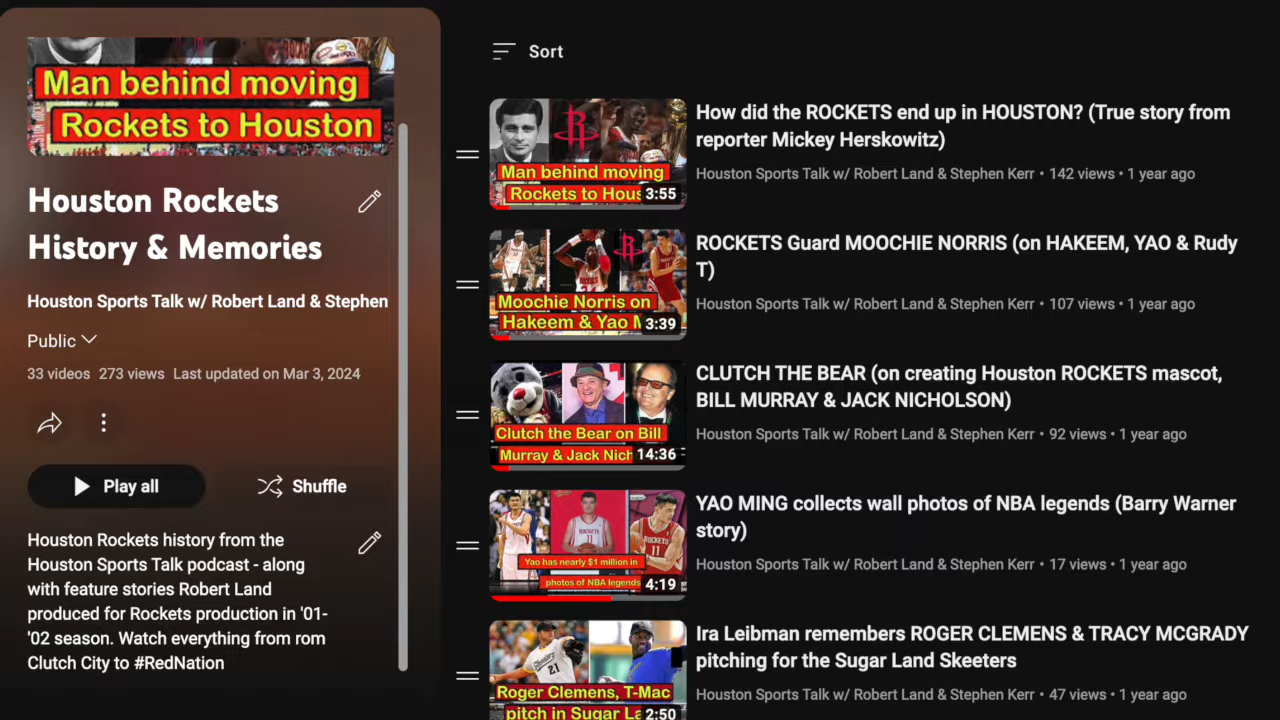 Man behind moving
Rockets to Houston
Houston Rockets
History & Memories
Houston Sports Talk w/ Robert Land & Stephen
Public
33 videos 273 views Last updated on Mar 3, 2024
Play all
Shuffle
Houston Rockets history from the
Houston Sports Talk podcast - along
with feature stories Robert Land
produced for Rockets production in '01-
'02 season. Watch everything from rom
Clutch City to #RedNation
Sort
Man behind moving
Rockets to Hous
3:55
How did the ROCKETS end up in HOUSTON? (True story from
reporter Mickey Herskowitz)
Houston Sports Talk w/ Robert Land & Stephen Kerr • 142 views • 1 year ago
Moochie Norris on
Hakeem & Yao M
3:39
ROCKETS Guard MOOCHIE NORRIS (on HAKEEM, YAO & Rudy
T)
Houston Sports Talk w/ Robert Land & Stephen Kerr • 107 views • 1 year ago
Clutch the Bear on Bill
Murray & Jack Nich
14:36
CLUTCH THE BEAR (on creating Houston ROCKETS mascot,
BILL MURRAY & JACK NICHOLSON)
Houston Sports Talk w/ Robert Land & Stephen Kerr • 92 views • 1 year ago
ROCKETS
11
ROCKETS
11
Yao has nearly $1 million in
photos of NBA legends
4:19
YAO MING collects wall photos of NBA legends (Barry Warner
story)
Houston Sports Talk w/ Robert Land & Stephen Kerr • 17 views • 1 year ago
21
Roger Clemens, T-Mac
pitch in Sugar La
2:50
Ira Leibman remembers ROGER CLEMENS & TRACY MCGRADY
pitching for the Sugar Land Skeeters
Houston Sports Talk w/ Robert Land & Stephen Kerr • 47 views • 1 year ago